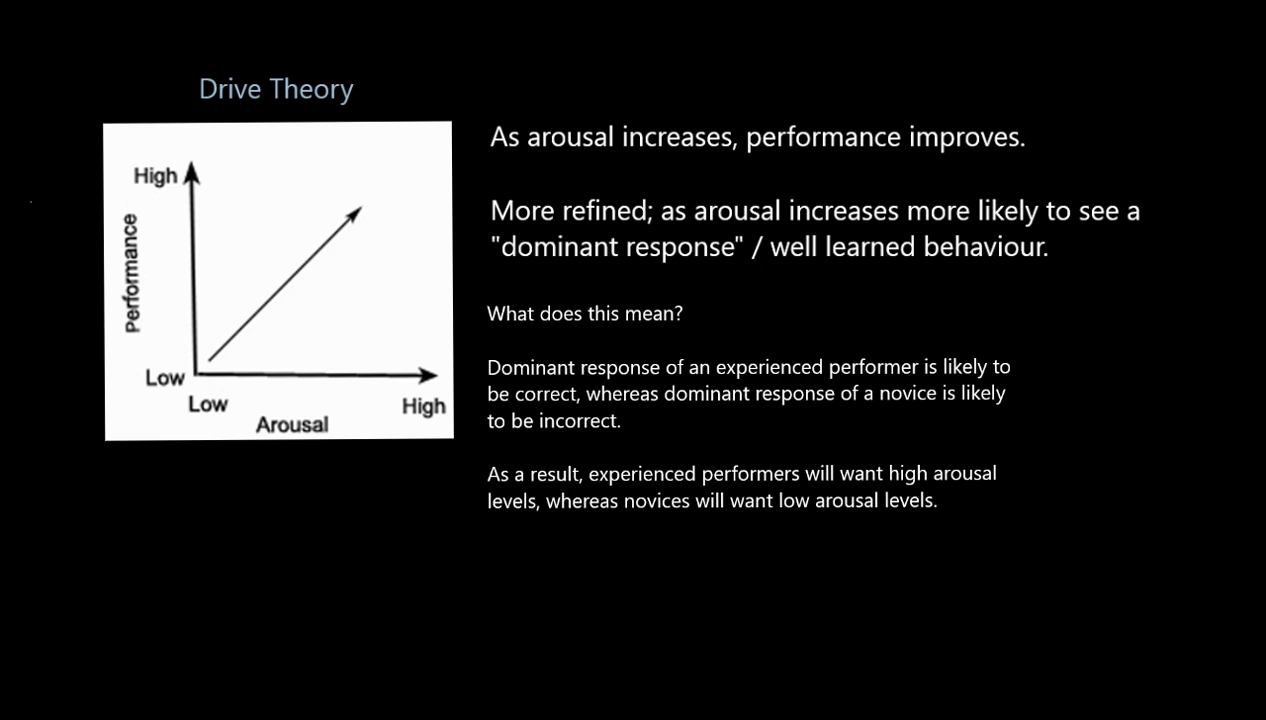 Drive Theory
High
Performance
Low
Low
High
Arousal
As arousal increases, performance improves.
More refined; as arousal increases more likely to see a
"dominant response" / well learned behaviour.
What does this mean?
Dominant response of an experienced performer is likely to
be correct, whereas dominant response of a novice is likely
to be incorrect.
As a result, experienced performers will want high arousal
levels, whereas novices will want low arousal levels.